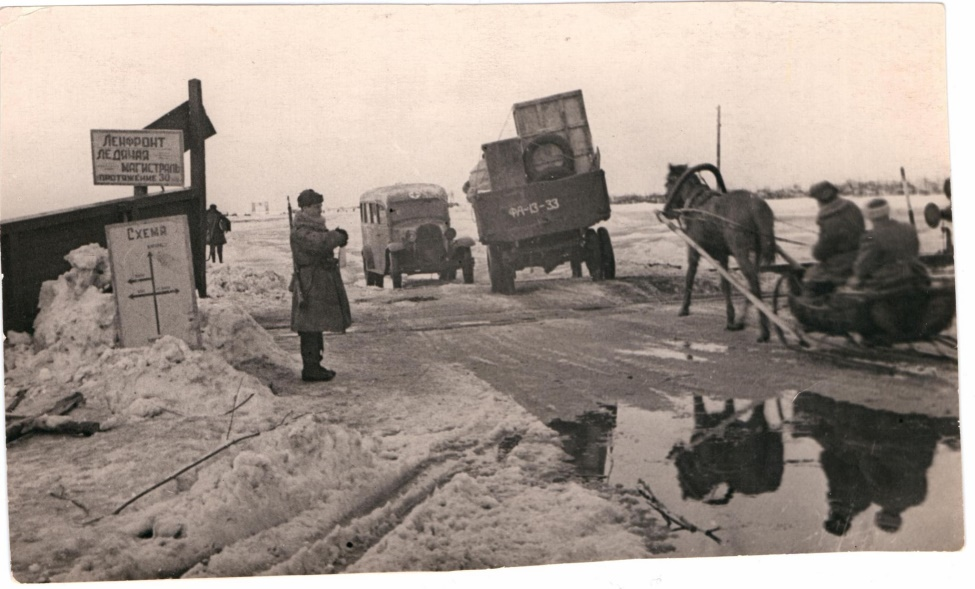 ЛЕНФРОНТ
ЛЕДЯНАЯ
МАГИСТРАЛЬ
ПРОТЯЖЕНИЕ 30
СХЕМА
ФА-13-33